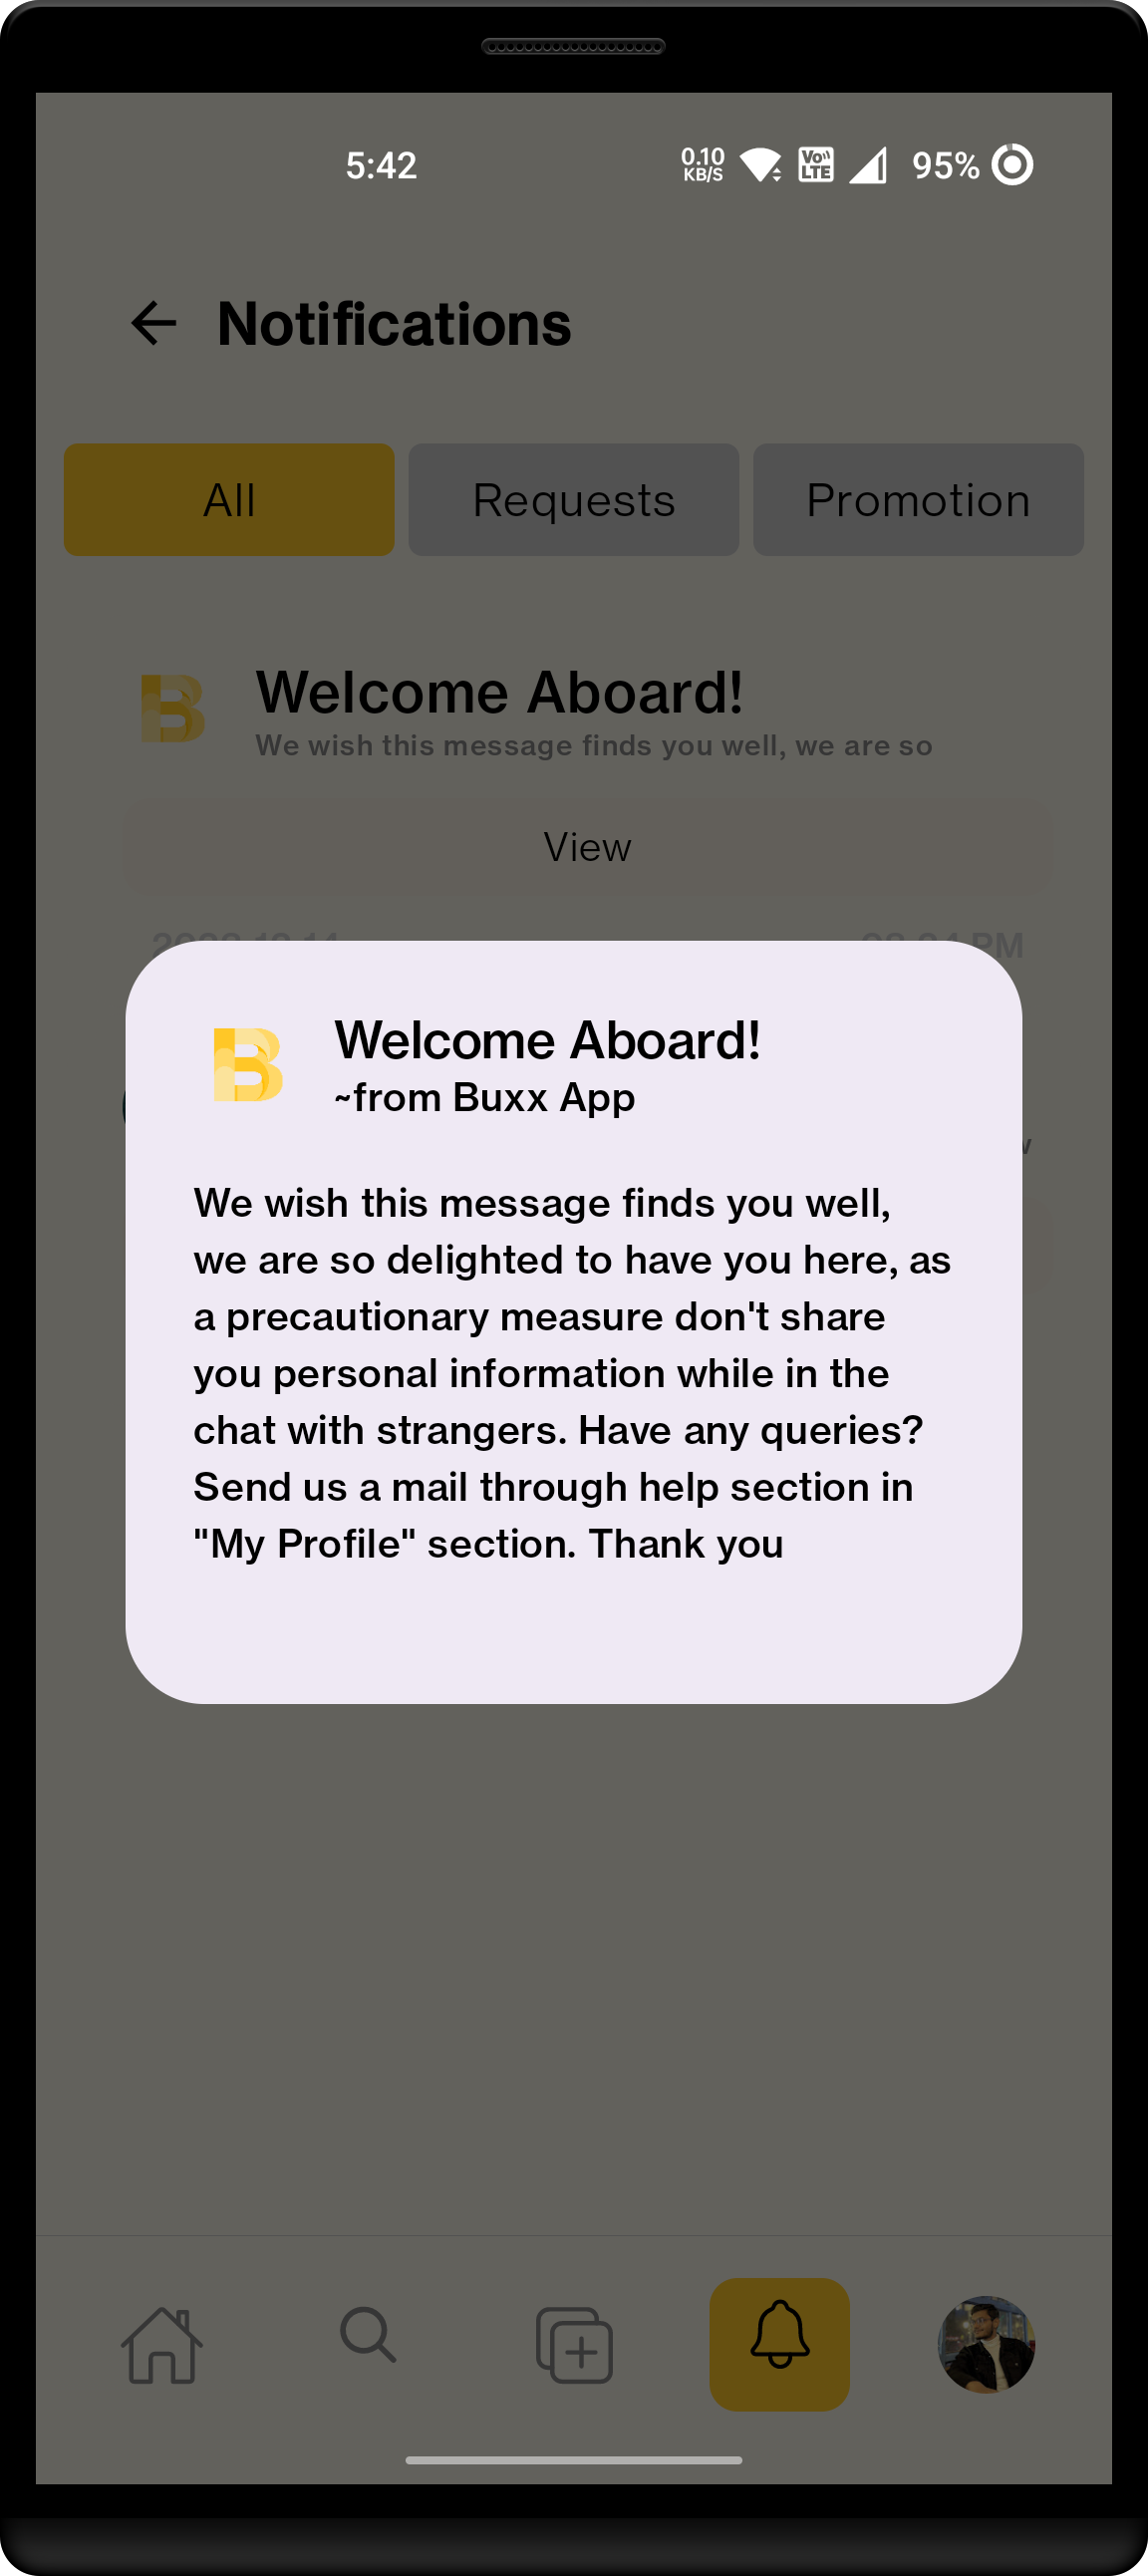 5:42
0.10
KB/S
Vo))
LTE
95%
Notifications
All
Requests
Promotion
B
Welcome Aboard!
We wish this message finds you well, we are so
View
PM
B
Welcome Aboard!
~from Buxx App
We wish this message finds you well,
we are so delighted to have you here, as
a precautionary measure don't share
you personal information while in the
chat with strangers. Have any queries?
Send us a mail through help section in
"My Profile" section. Thank you